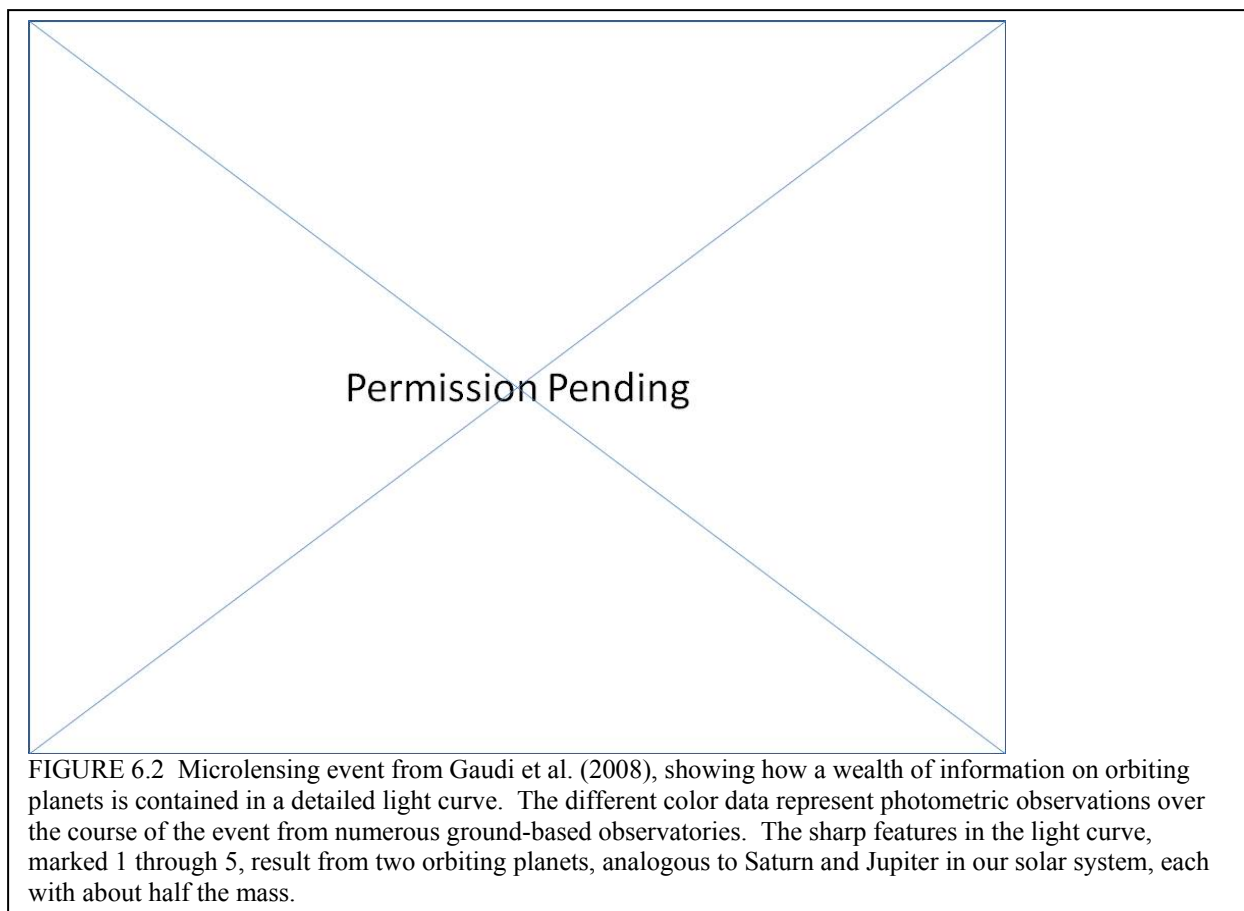 Permission Pending
FIGURE 6.2  Microlensing event from Gaudi et al. (2008), showing how a wealth of information on orbiting
planets is contained in a detailed light curve.  The different color data represent photometric observations over
the course of the event from numerous ground-based observatories.  The sharp features in the light curve,
marked 1 through 5, result from two orbiting planets, analogous to Saturn and Jupiter in our solar system, each
with about half the mass.